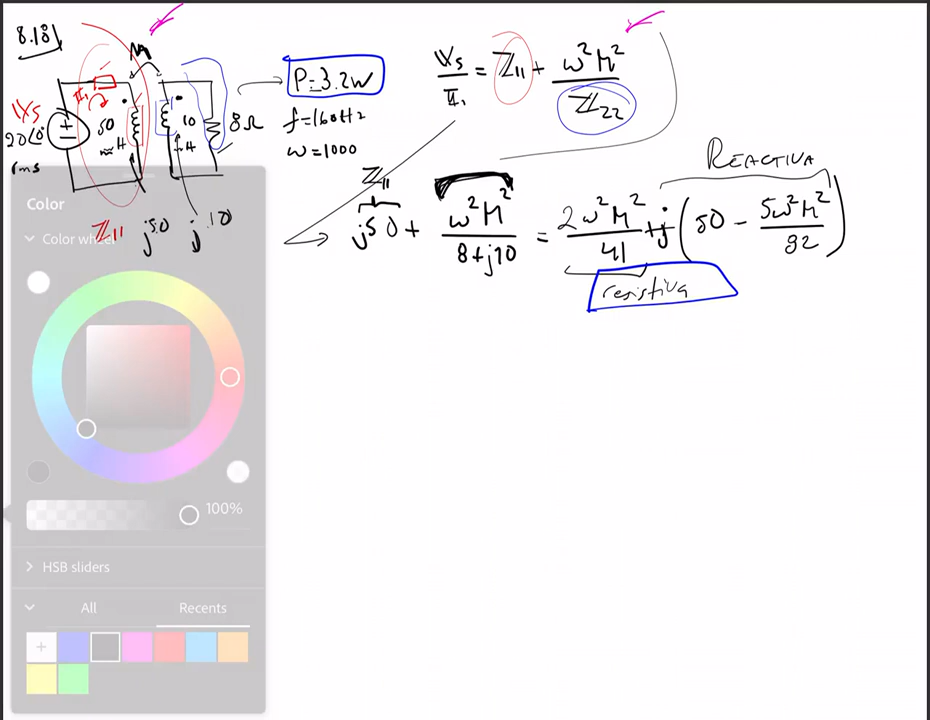 8.18)
M
P=3.2W
f=160Hz
ω=1000
Vs
20∠0°
rms
I1
50
mH
10
mH
8Ω
Z11 j50 j10
Vs/I1 = Z11 + ω²M²/Z22
Z11
REACTIVA
j50 + ω²M²/(8+j10) = 2ω²M²/41 + j(50 - 5ω²M²/82)
resistiva
Color
Color wheel
100%
HSB sliders
All Recents